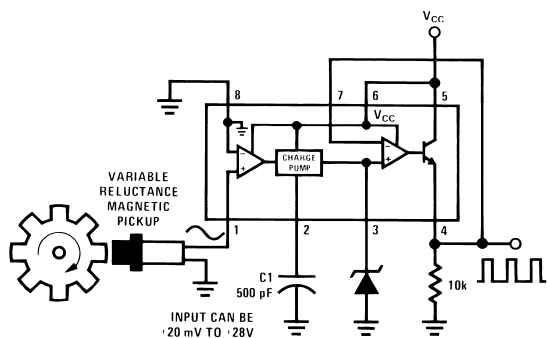 VCC
8
7
6
5
VCC
CHARGE
PUMP
VARIABLE
RELUCTANCE
MAGNETIC
PICKUP
1
2
3
4
C1
500 pF
10k
INPUT CAN BE
20 mV TO 28V
−
+
−
+